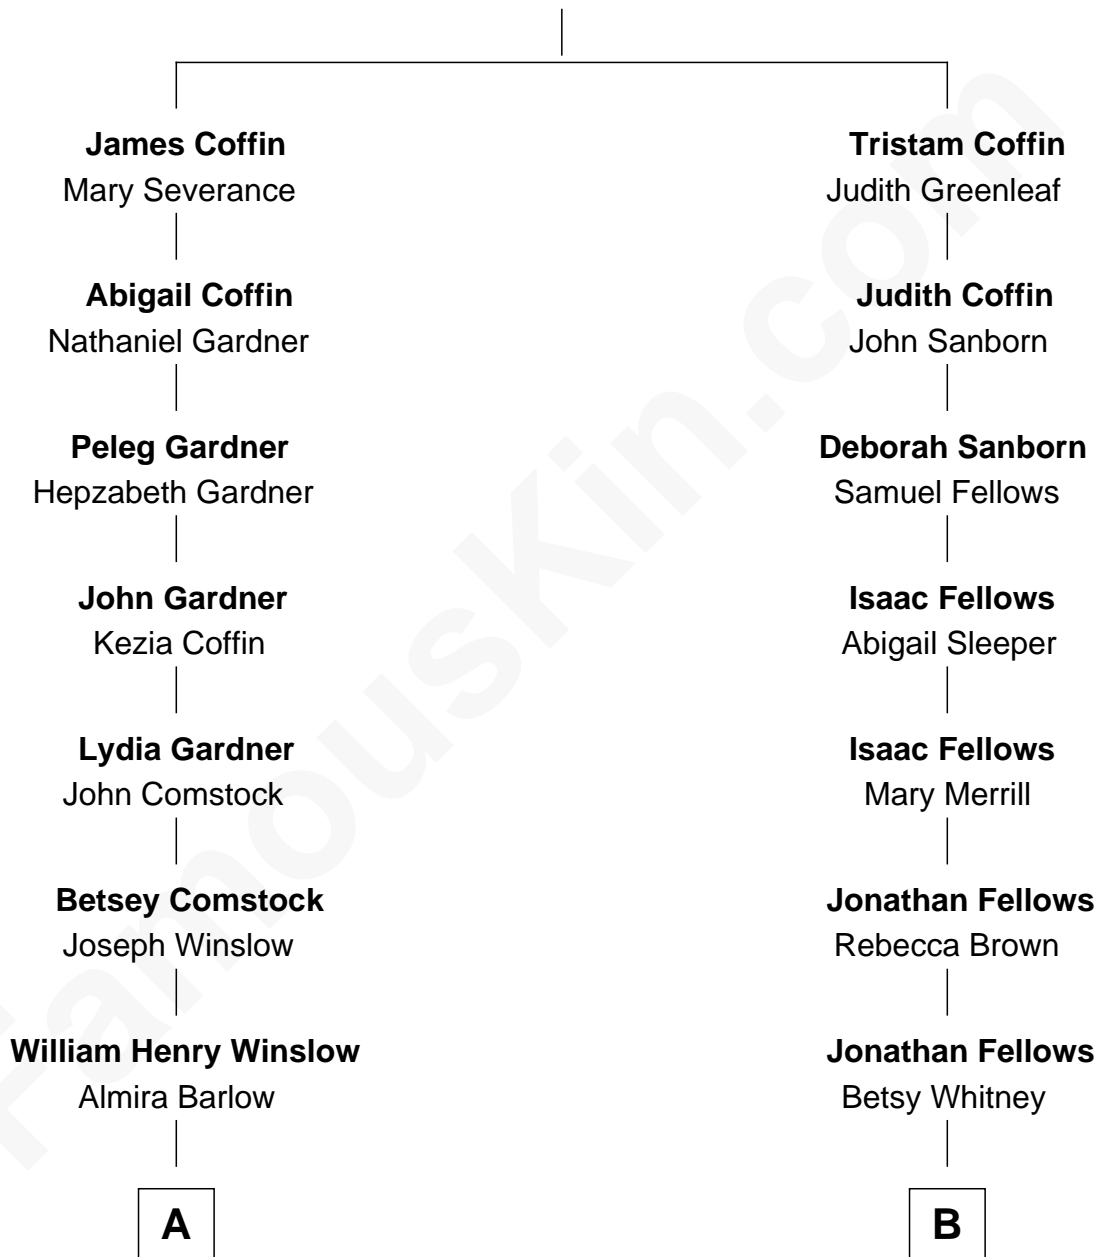 James Coffin
Mary Severance
Abigail Coffin
Nathaniel Gardner
Peleg Gardner
Hepzabeth Gardner
John Gardner
Kezia Coffin
Lydia Gardner
John Comstock
Betsey Comstock
Joseph Winslow
William Henry Winslow
Almira Barlow
A
Tristam Coffin
Judith Greenleaf
Judith Coffin
John Sanborn
Deborah Sanborn
Samuel Fellows
Isaac Fellows
Abigail Sleeper
Isaac Fellows
Mary Merrill
Jonathan Fellows
Rebecca Brown
Jonathan Fellows
Betsy Whitney
B
FamousKin.com